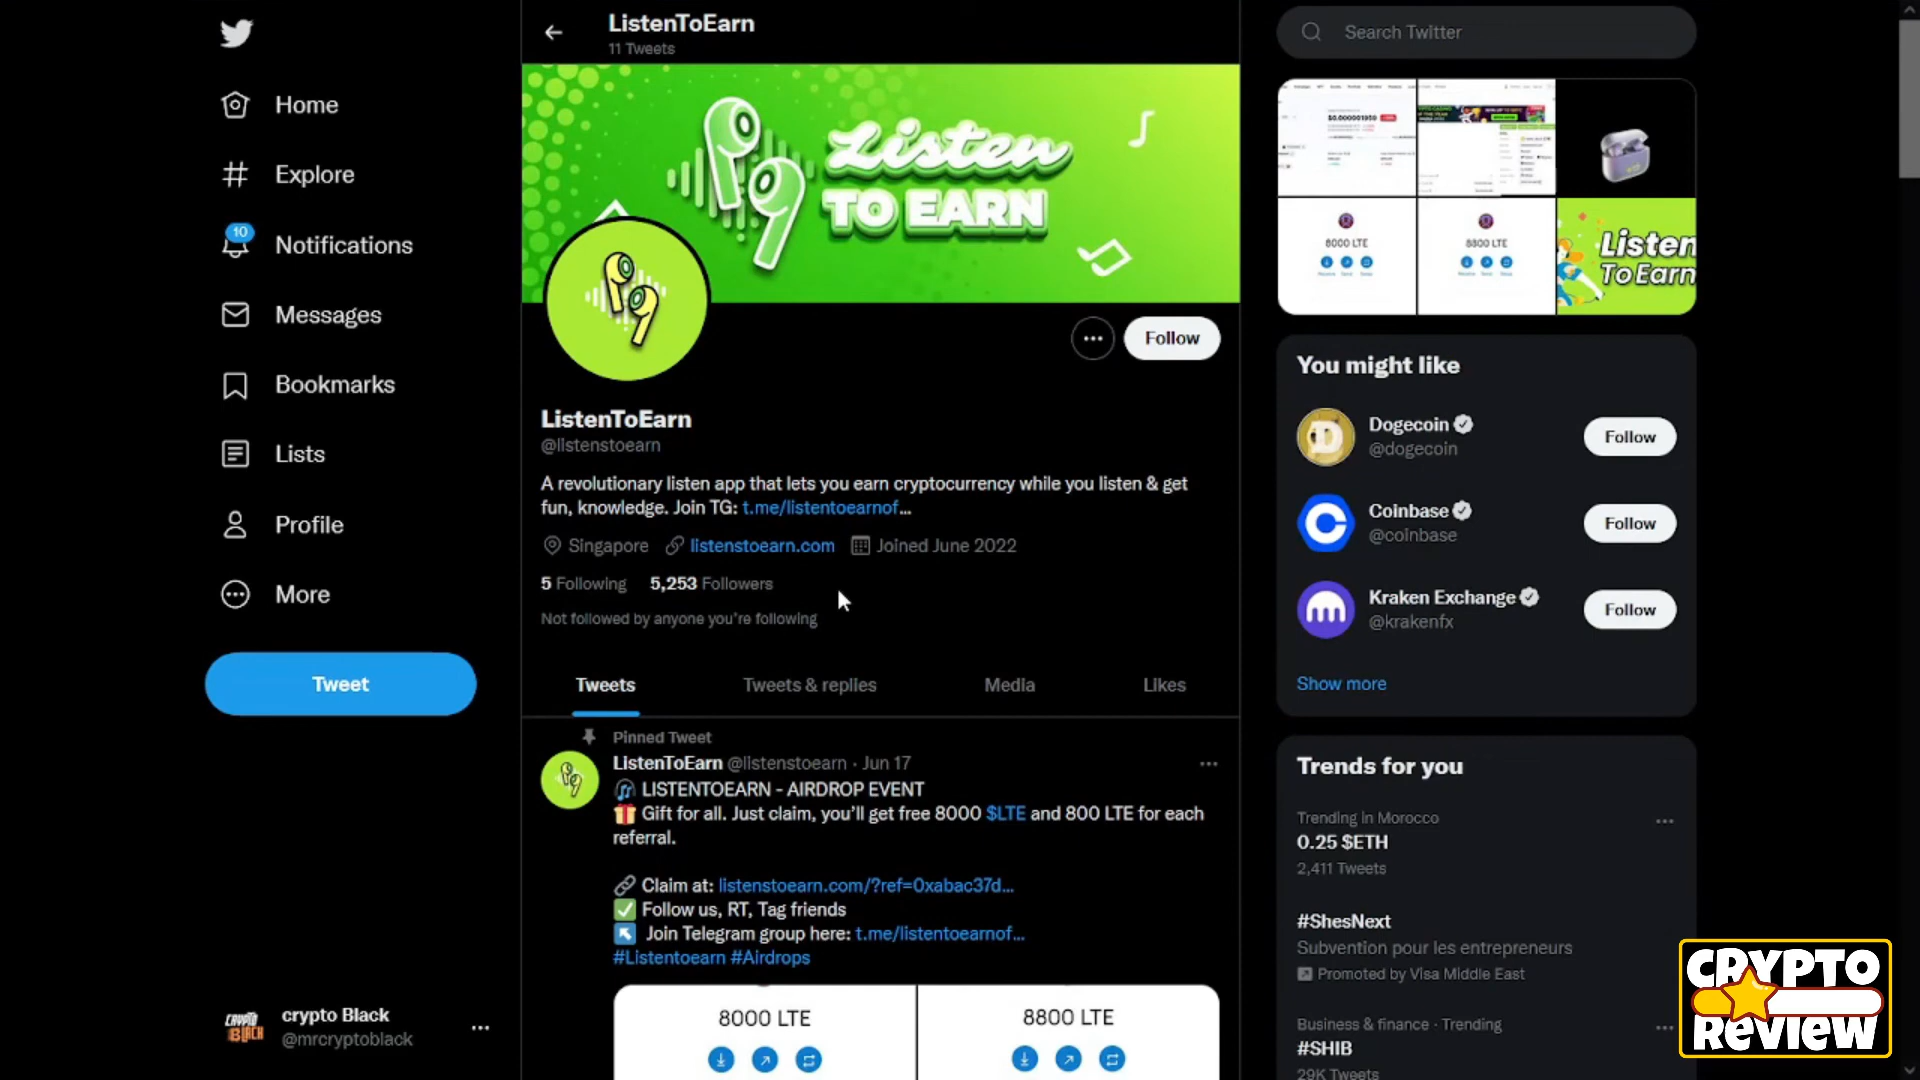 Home
Explore
10
Notifications
Messages
Bookmarks
Lists
Profile
More
Tweet
crypto Black
@mrcryptoblack
ListenToEarn
11 Tweets
Listen
TO EARN
Follow
ListenToEarn
@listenstoearn
A revolutionary listen app that lets you earn cryptocurrency while you listen & get
fun, knowledge. Join TG: t.me/listentoearnof…
Singapore listenstoearn.com Joined June 2022
5 Following 5,253 Followers
Not followed by anyone you're following
Tweets Tweets & replies Media Likes
Pinned Tweet
ListenToEarn @listenstoearn · Jun 17
LISTENTOEARN - AIRDROP EVENT
Gift for all. Just claim, you'll get free 8000 $LTE and 800 LTE for each
referral.
Claim at: listenstoearn.com/?ref=0xabac37d…
Follow us, RT, Tag friends
Join Telegram group here: t.me/listentoearnof…
#Listentoearn #Airdrops
8000 LTE 8800 LTE
Search Twitter
$0.000001959
8000 LTE
8800 LTE
Listen
ToEarn
You might like
Dogecoin
@dogecoin
Follow
Coinbase
@coinbase
Follow
Kraken Exchange
@krakenfx
Follow
Show more
Trends for you
Trending in Morocco
0.25 $ETH
2,411 Tweets
#ShesNext
Subvention pour les entrepreneurs
Promoted by Visa Middle East
Business & finance · Trending
#SHIB
29K Tweets
CRYPTO
REVIEW